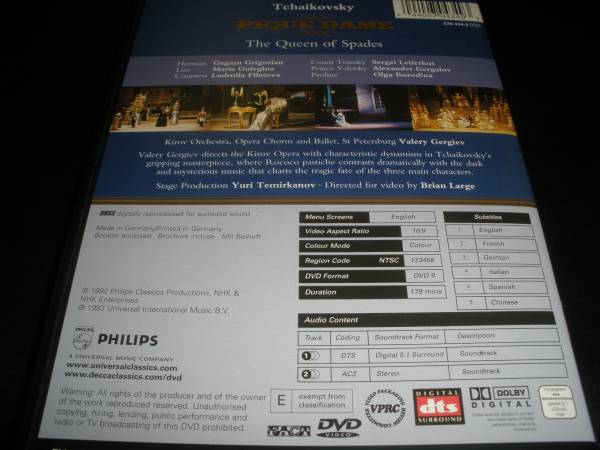 Tchaikovsky
PIQUE DAME
The Queen of Spades
Herman Gegam Grigorian
Lisa Maria Guleghina
Countess Ludmila Filatova
Count Tomsky Sergei Leiferkus
Prince Yeletsky Alexander Gergalov
Pauline Olga Borodina
Kirov Orchestra, Opera Chorus and Ballet, St Petersburg Valery Gergiev
Valery Gergiev directs the Kirov Opera with characteristic dynamism in Tchaikovsky's
gripping masterpiece, where Rococo pastiche contrasts dramatically with the dark
and mysterious music that charts the tragic fate of the three main characters.
Stage Production Yuri Temirkanov · Directed for video by Brian Large
digitally reprocessed for surround sound
Made in Germany/Printed in Germany
Booklet enclosed · Brochure incluse · Mit Beiheft
℗ 1992 Philips Classics Productions, NHK &
NHK Enterprises
© 1993 Universal International Music B.V.
PHILIPS
A UNIVERSAL MUSIC COMPANY
www.universalclassics.com
www.deccaclassics.com/dvd
Warning: All rights of the producer and of the owner
of the work reproduced reserved. Unauthorised
copying, hiring, lending, public performance and
radio or TV broadcasting of this DVD prohibited.
Menu Screens English
Video Aspect Ratio 16:9
Colour Mode Colour
Region Code NTSC 123456
DVD Format DVD 9
Duration 179 mins
Subtitles
1. English
2. French
3. German
4. Italian
5. Spanish
6. Chinese
Audio Content
Track Coding Soundtrack Format Description
1 DTS Digital 5.1 Surround Soundtrack
2 AC3 Stereo Soundtrack
E exempt from
classification
FACT
DVD
VIDEO
VIDEO PACKAGING REVIEW COMMITTEE
VPRC
DIGITAL
dts
SURROUND
DOLBY
DIGITAL